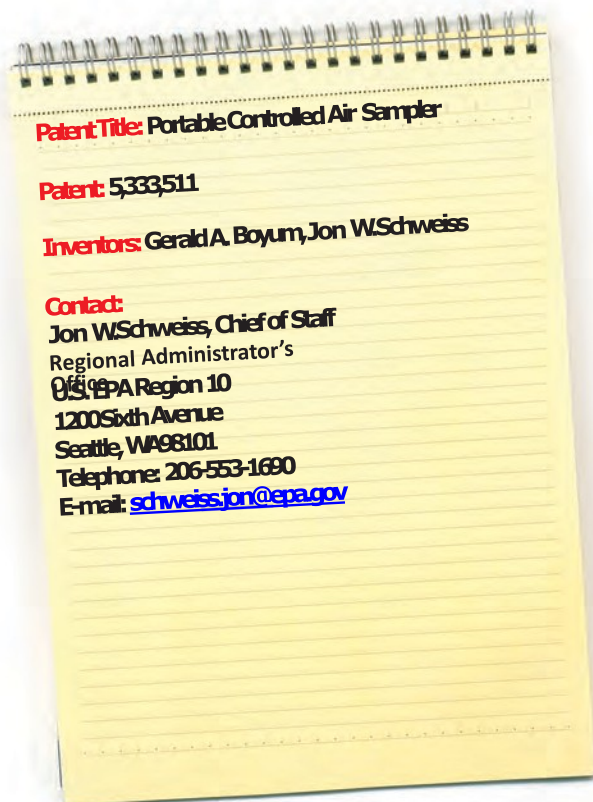 Patent Title: Portable Controlled Air Sampler
Patent: 5,333,511
Inventors: Gerald A. Boyum, Jon W. Schweiss
Contact:
Jon W. Schweiss, Chief of Staff
Regional Administrator's
Office
U.S. EPA Region 10
1200 Sixth Avenue
Seattle, WA 98101
Telephone: 206-553-1690
E-mail: schweiss.jon@epa.gov